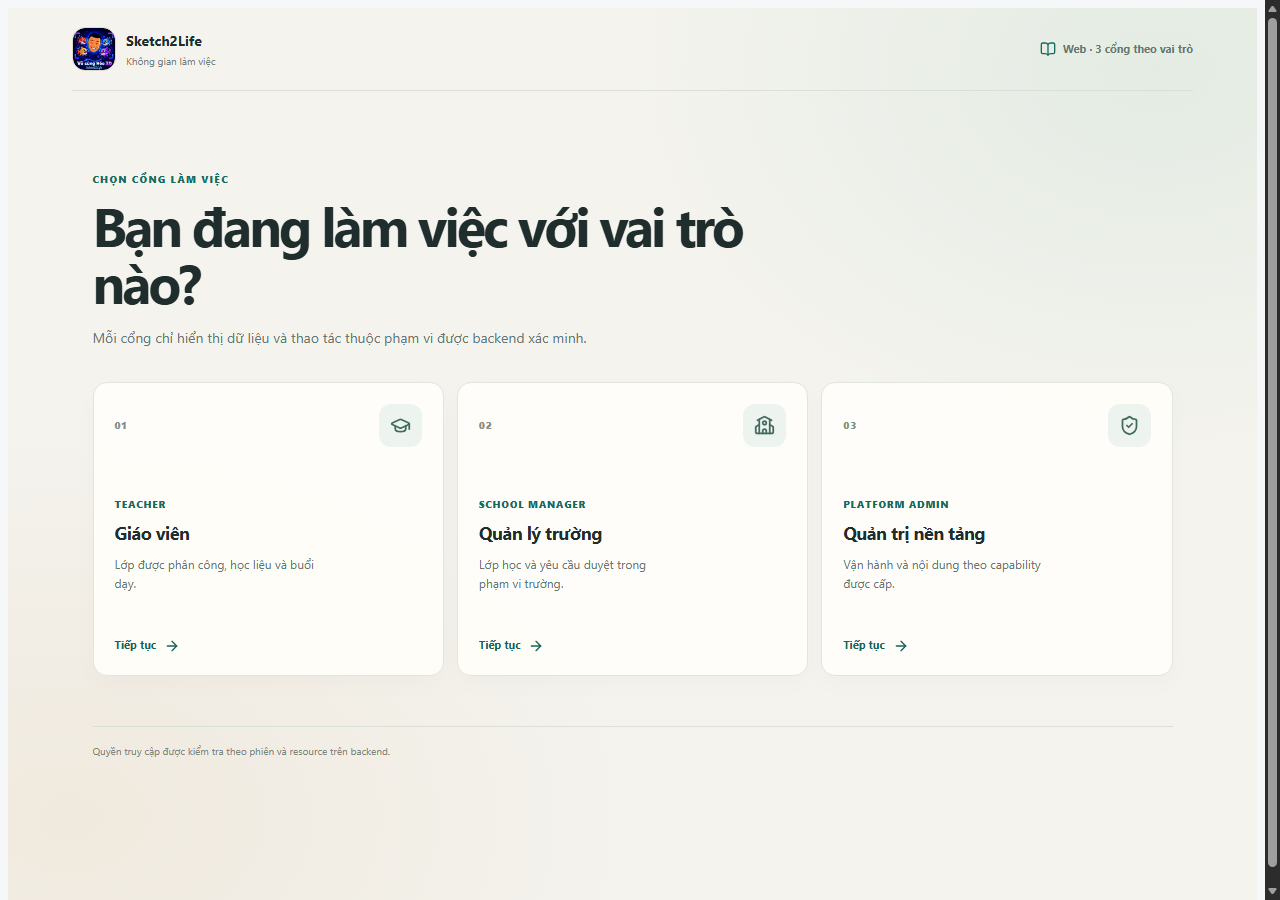 Sketch2Life
Không gian làm việc
Web · 3 cổng theo vai trò
CHỌN CỔNG LÀM VIỆC
Bạn đang làm việc với vai trò
nào?
Mỗi cổng chỉ hiển thị dữ liệu và thao tác thuộc phạm vi được backend xác minh.
01
TEACHER
Giáo viên
Lớp được phân công, học liệu và buổi
dạy.
Tiếp tục
02
SCHOOL MANAGER
Quản lý trường
Lớp học và yêu cầu duyệt trong
phạm vi trường.
Tiếp tục
03
PLATFORM ADMIN
Quản trị nền tảng
Vận hành và nội dung theo capability
được cấp.
Tiếp tục
Quyền truy cập được kiểm tra theo phiên và resource trên backend.